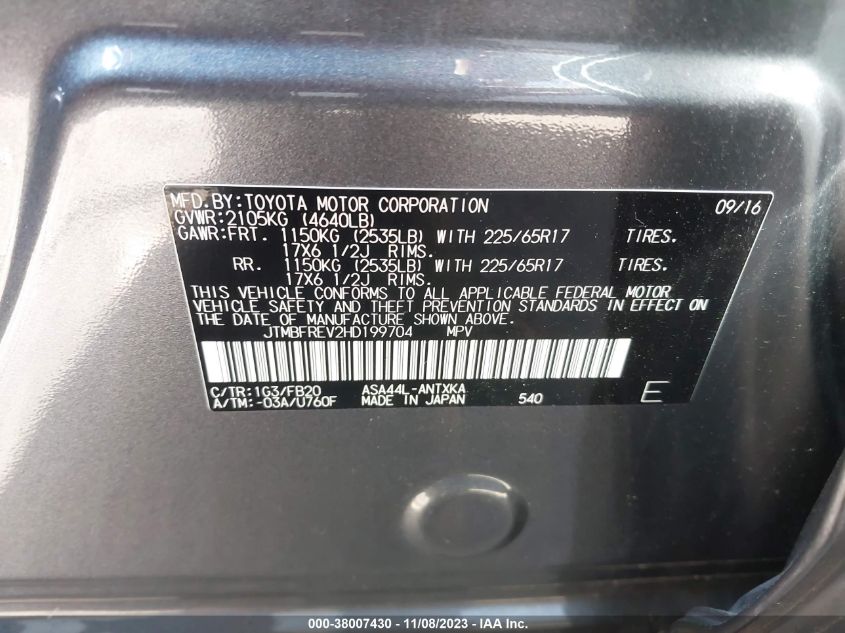 MFD.BY:TOYOTA MOTOR CORPORATION 09/16
GVWR:2105KG (4640LB)
GAWR:FRT. 1150KG (2535LB) WITH 225/65R17 TIRES.
17X6 1/2J RIMS.
RR. 1150KG (2535LB) WITH 225/65R17 TIRES.
17X6 1/2J RIMS.
THIS VEHICLE CONFORMS TO ALL APPLICABLE FEDERAL MOTOR
VEHICLE SAFETY AND THEFT PREVENTION STANDARDS IN EFFECT ON
THE DATE OF MANUFACTURE SHOWN ABOVE.
JTMBFREV2HD199704 MPV
C/TR:1G3/FB20 ASA44L-ANTXKA
A/TM:-03A/U760F MADE IN JAPAN 540 E
000-38007430 - 11/08/2023 - IAA Inc.